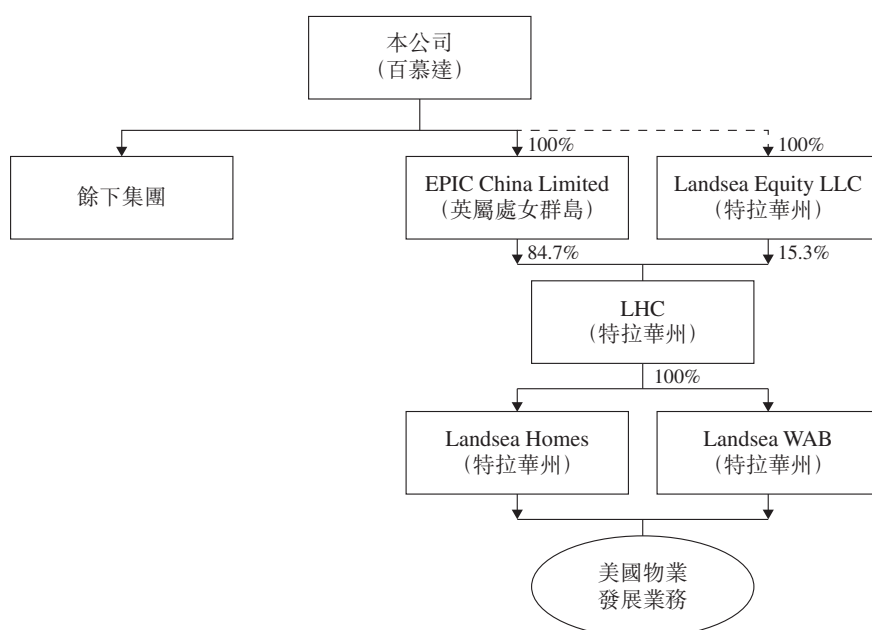 本公司
（百慕達）
100%
100%
餘下集團
EPIC China Limited
（英屬處女群島）
Landsea Equity LLC
（特拉華州）
84.7%
15.3%
LHC
（特拉華州）
100%
Landsea Homes
（特拉華州）
Landsea WAB
（特拉華州）
美國物業
發展業務